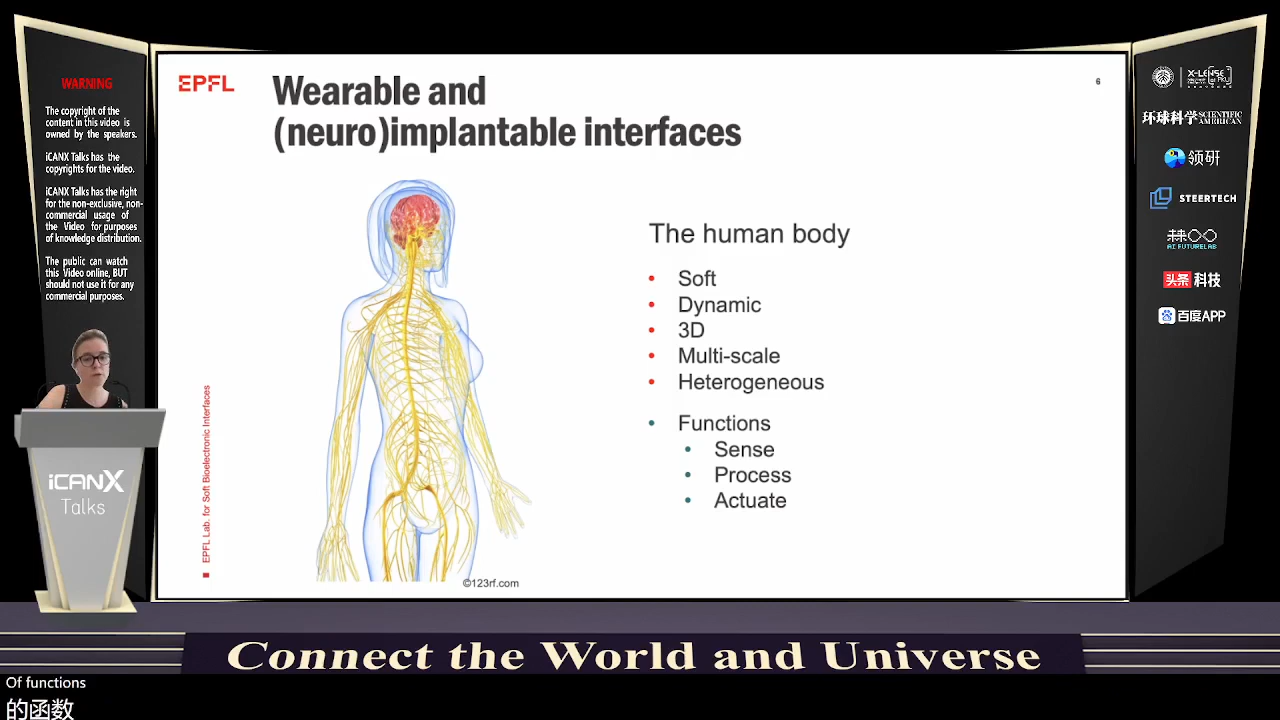 WARNING
The copyright of the
content in this video is
owned by the speakers.
iCANX Talks has the
copyrights for the video.
iCANX Talks has the right
for the non-exclusive, non-
commercial usage of
the Video for purposes
of knowledge distribution.
The public can watch
this Video online, BUT
should not use it for any
commercial purposes.
iCANX
Talks
EPFL
Wearable and
(neuro)implantable interfaces
6
The human body
• Soft
• Dynamic
• 3D
• Multi-scale
• Heterogeneous
• Functions
• Sense
• Process
• Actuate
EPFL Lab. for Soft Bioelectronic Interfaces
©123rf.com
X-LENSE
环球科学 SCIENTIFIC AMERICAN
领研
STEERTECH
AI FUTURELAB
头条 科技
百度APP
Connect the World and Universe
Of functions
的函数